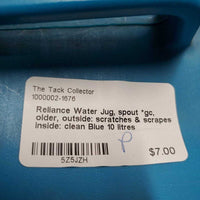 The Tack Collector
1000002-1676
Reliance Water Jug, spout *gc,
older, outside: scratches & scrapes
inside: clean Blue 10 litres
P
5Z5JZH
$7.00